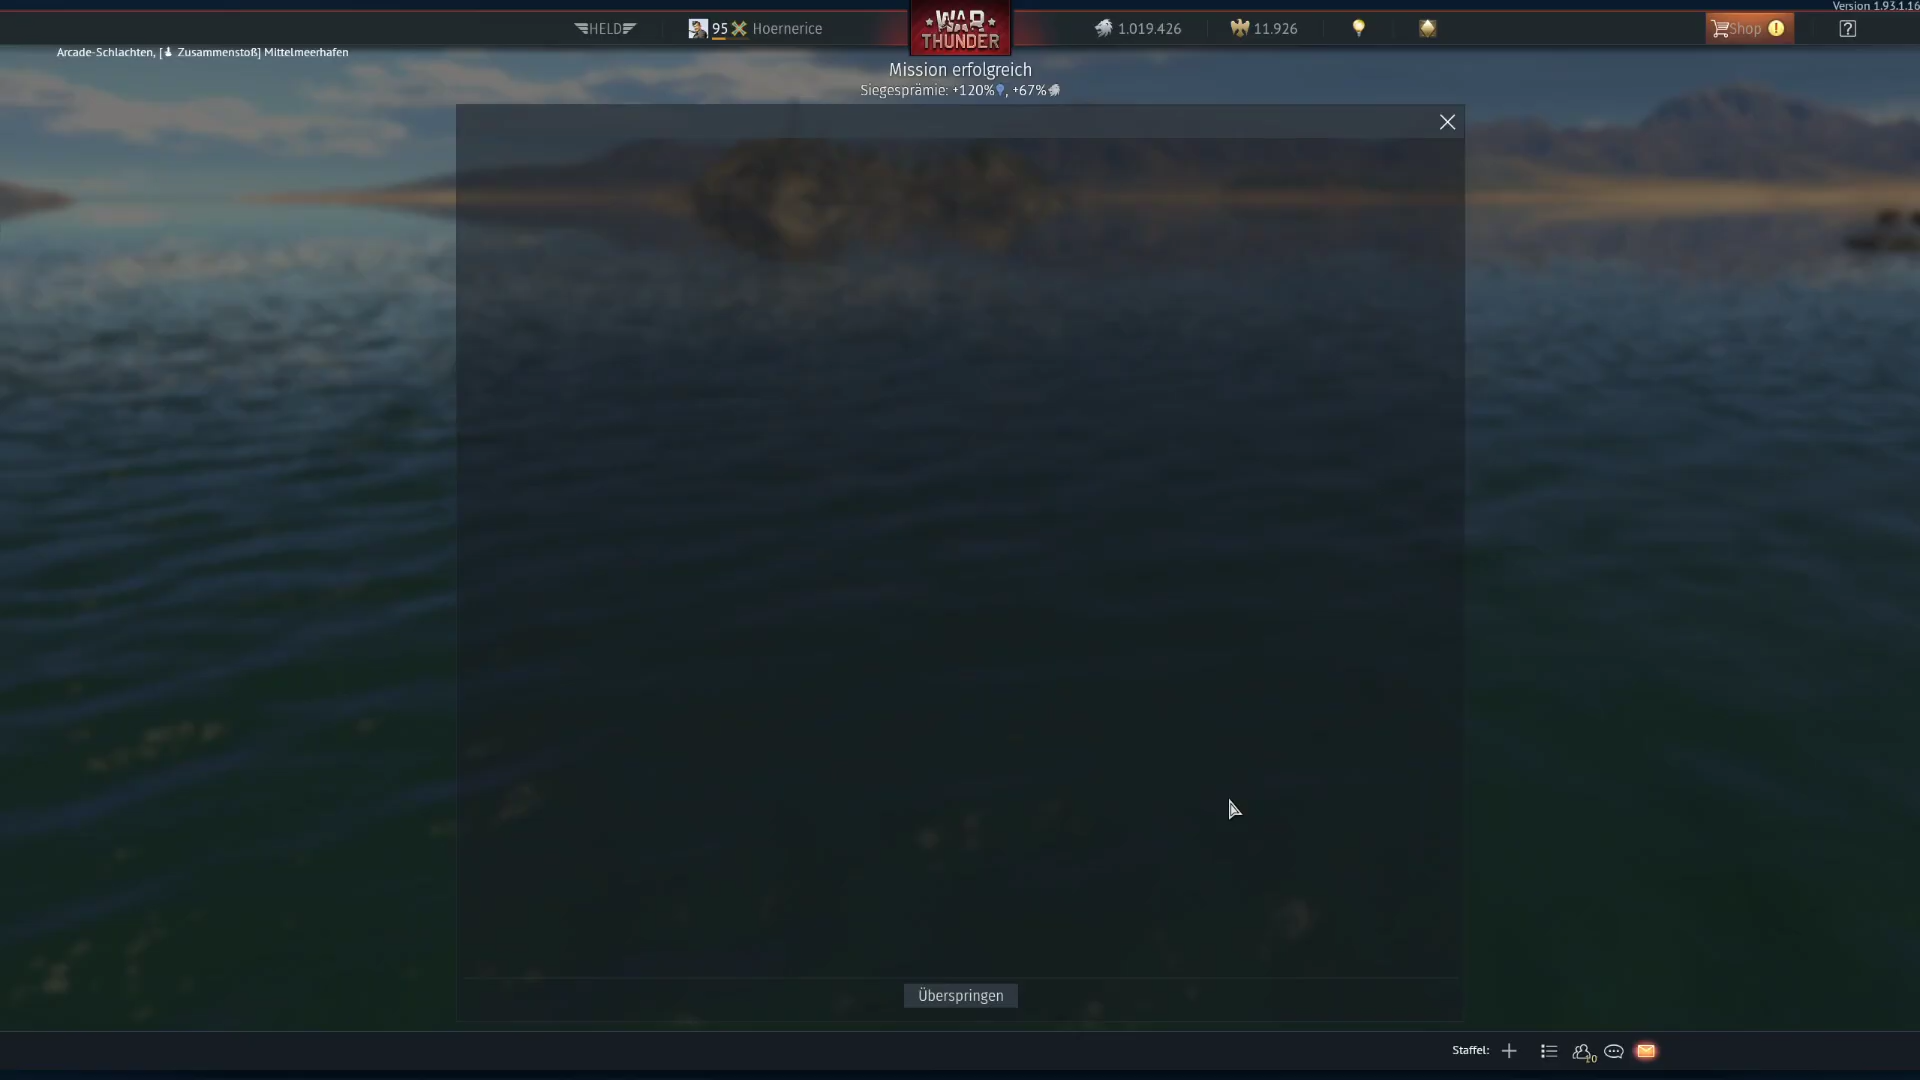 Version 1.93.1.16
HELD
95 Hoernerice
WAR
THUNDER
1.019.426
11.926
Shop
Arcade-Schlachten, [ Zusammenstoß] Mittelmeerhafen
Mission erfolgreich
Siegesprämie: +120%, +67%
Überspringen
Staffel: